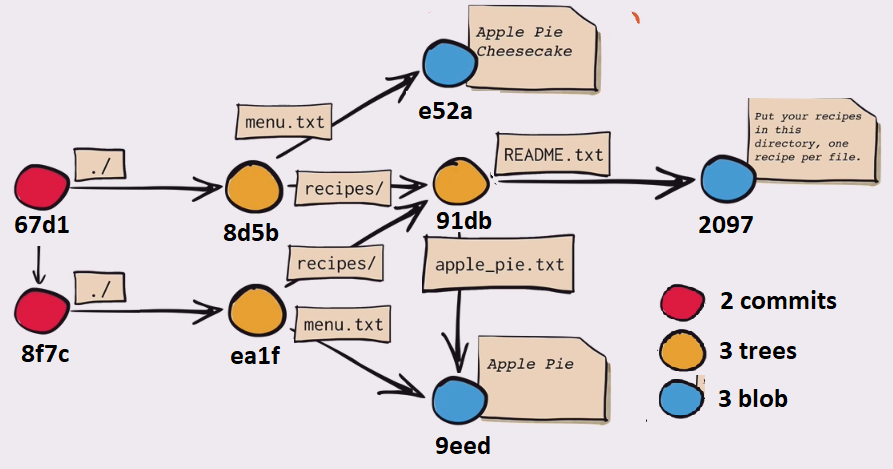 Apple Pie
Cheesecake
e52a
menu.txt
Put your recipes
in this
directory, one
recipe per file.
README.txt
./
recipes/
67d1
8d5b
91db
2097
recipes/
apple_pie.txt
./
menu.txt
8f7c
ea1f
Apple Pie
9eed
2 commits
3 trees
3 blob